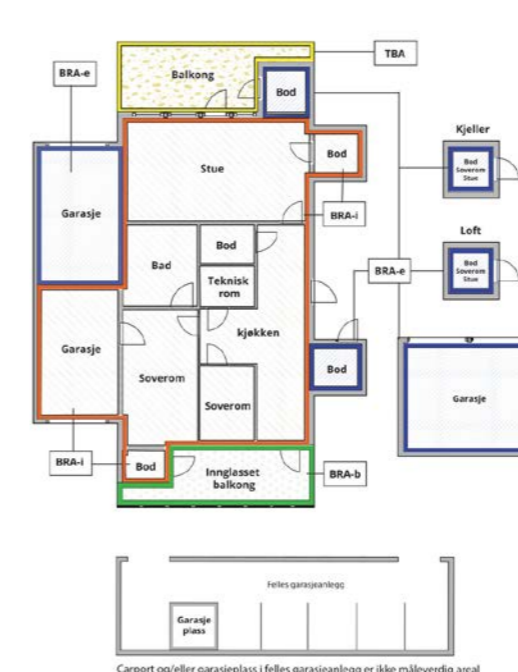 TBA
BRA-e
Balkong
Bod
Kjeller
Stue
Bod
Bod
Soverom
Stue
Garasje
BRA-i
Loft
Bad
Bod
BRA-e
Bod
Soverom
Stue
Teknisk
rom
kjøkken
Garasje
Soverom
Bod
Garasje
Soverom
BRA-i
Bod
Innglasset
balkong
BRA-b
Felles garasjeanlegg
Garasje
plass
Carport og/eller garasjeplass i felles garasjeanlegg er ikke måleverdig areal